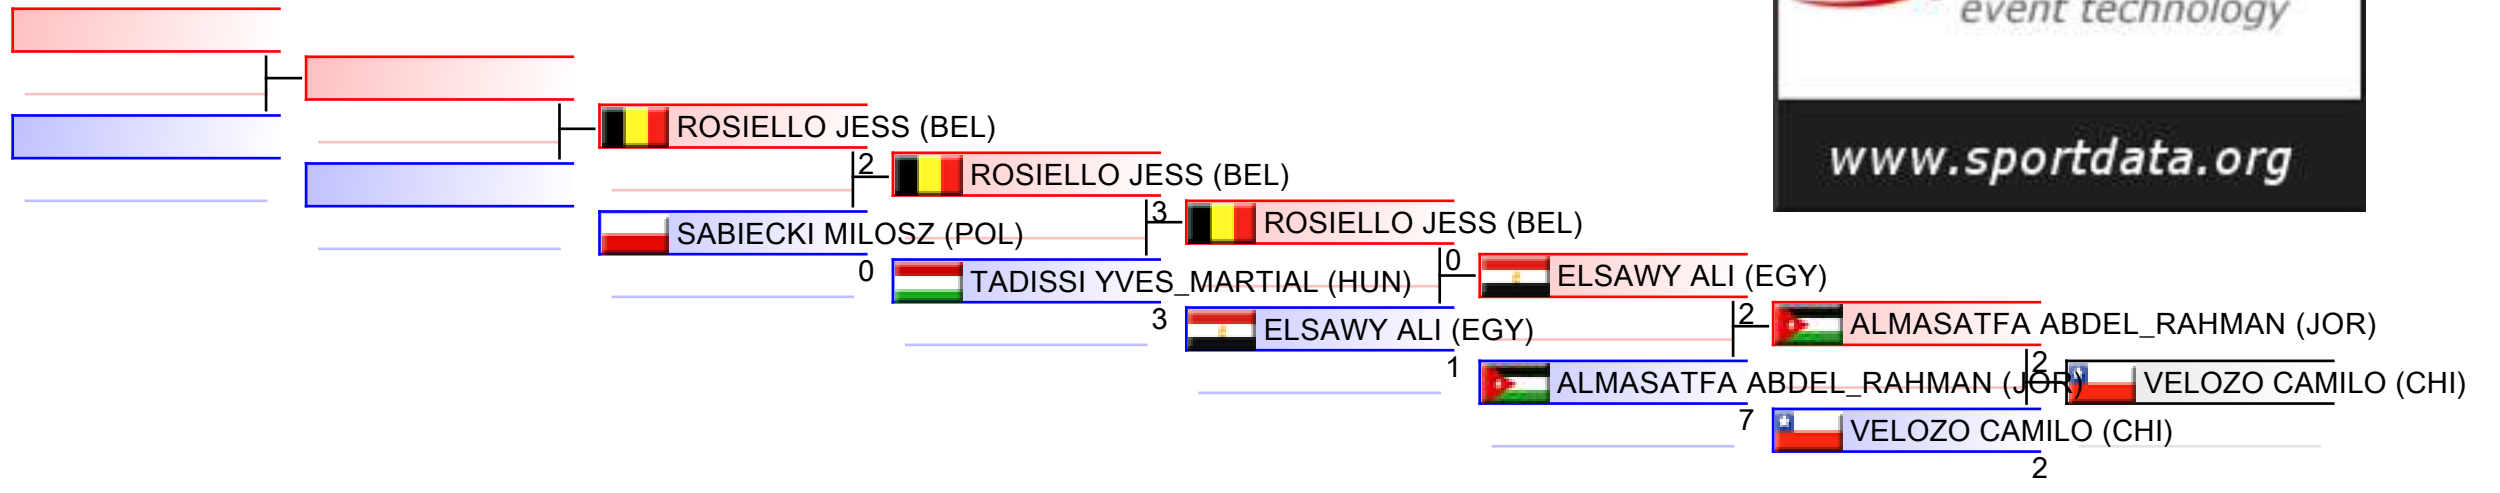 event technology
www.sportdata.org
ROSIELLO JESS (BEL)
2
SABIECKI MILOSZ (POL)
0
ROSIELLO JESS (BEL)
3
TADISSI YVES_MARTIAL (HUN)
3
ROSIELLO JESS (BEL)
0
ELSAWY ALI (EGY)
1
ELSAWY ALI (EGY)
2
ALMASATFA ABDEL_RAHMAN (JOR)
7
ALMASATFA ABDEL_RAHMAN (JOR)
2
VELOZO CAMILO (CHI)
2
VELOZO CAMILO (CHI)